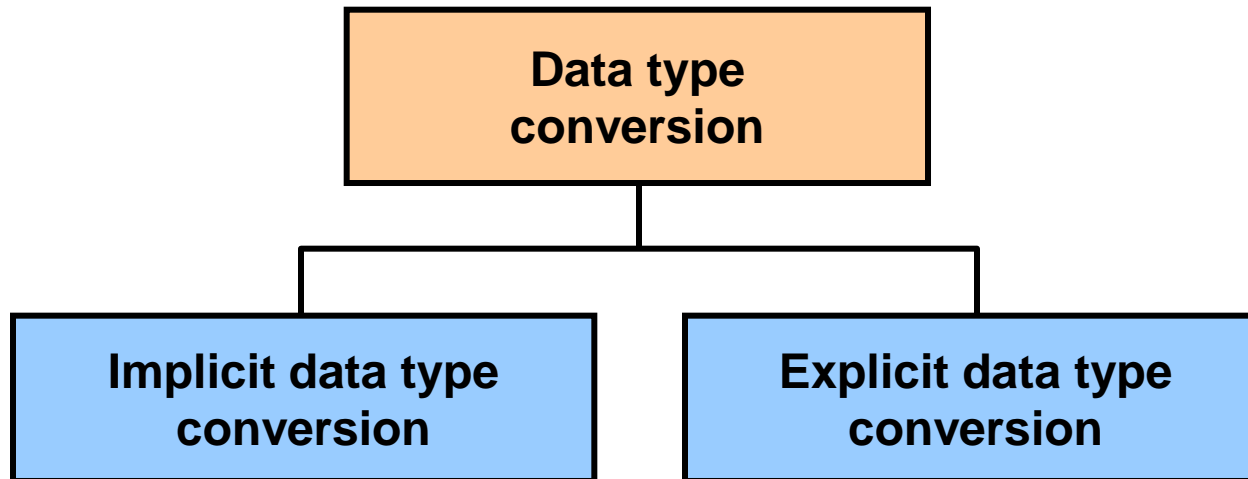 Data type
conversion
Implicit data type
conversion
Explicit data type
conversion